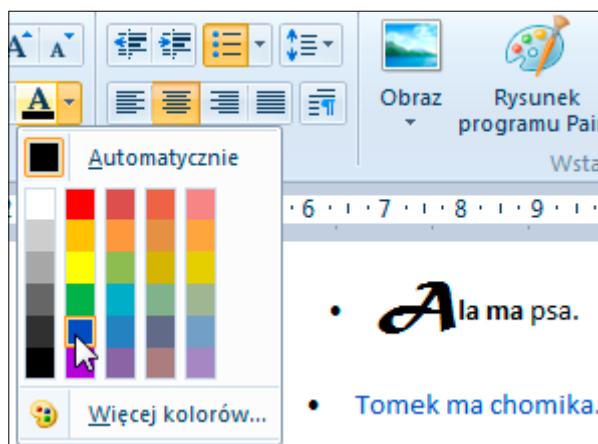 A A
A
Obraz
Rysunek
programu Pai
Wsta
Automatycznie
· 6 · ı · 7 · ı · 8 · ı · 9 · ı ·
• Ala ma psa.
• Tomek ma chomika.
Więcej kolorów...